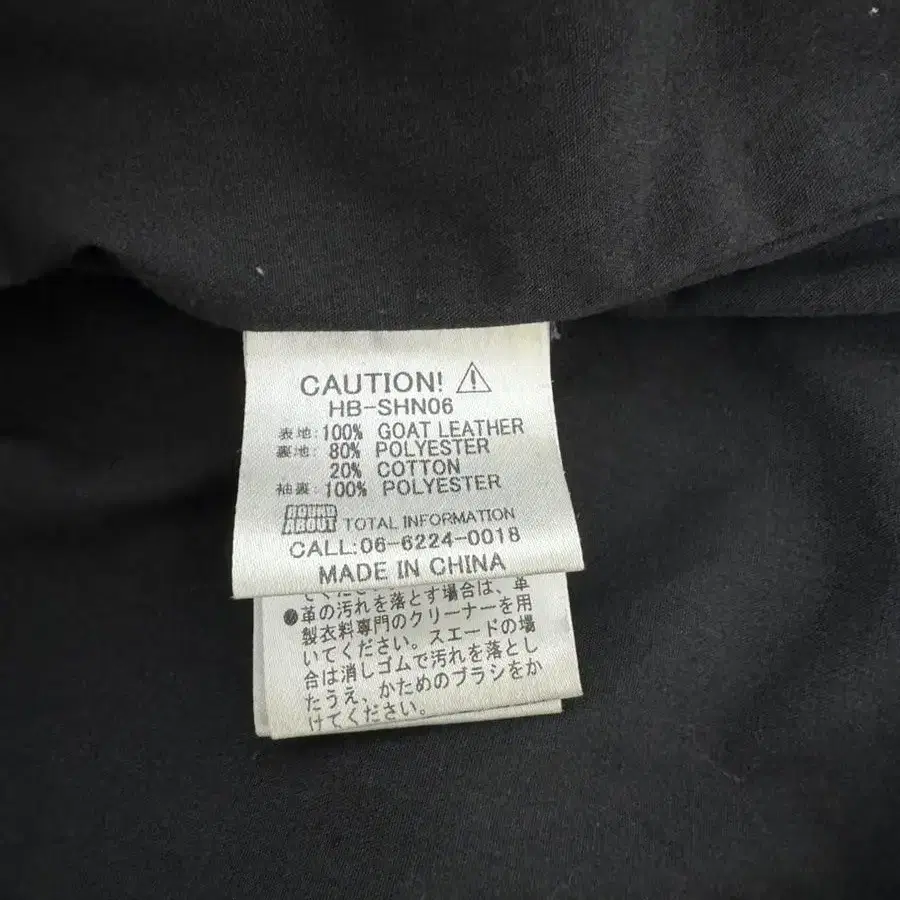 CAUTION!
HB-SHN06
表地:100% GOAT LEATHER
裏地:80% POLYESTER
20% COTTON
袖裏:100% POLYESTER
ROUND ABOUT TOTAL INFORMATION
CALL:06-6224-0018
MADE IN CHINA
●革の汚れを落とす場合は、革
製衣料専門のクリーナーを用
いてください。スエードの場
合は消しゴムで汚れを落とし
たうえ、かためのブラシをか
けてください。